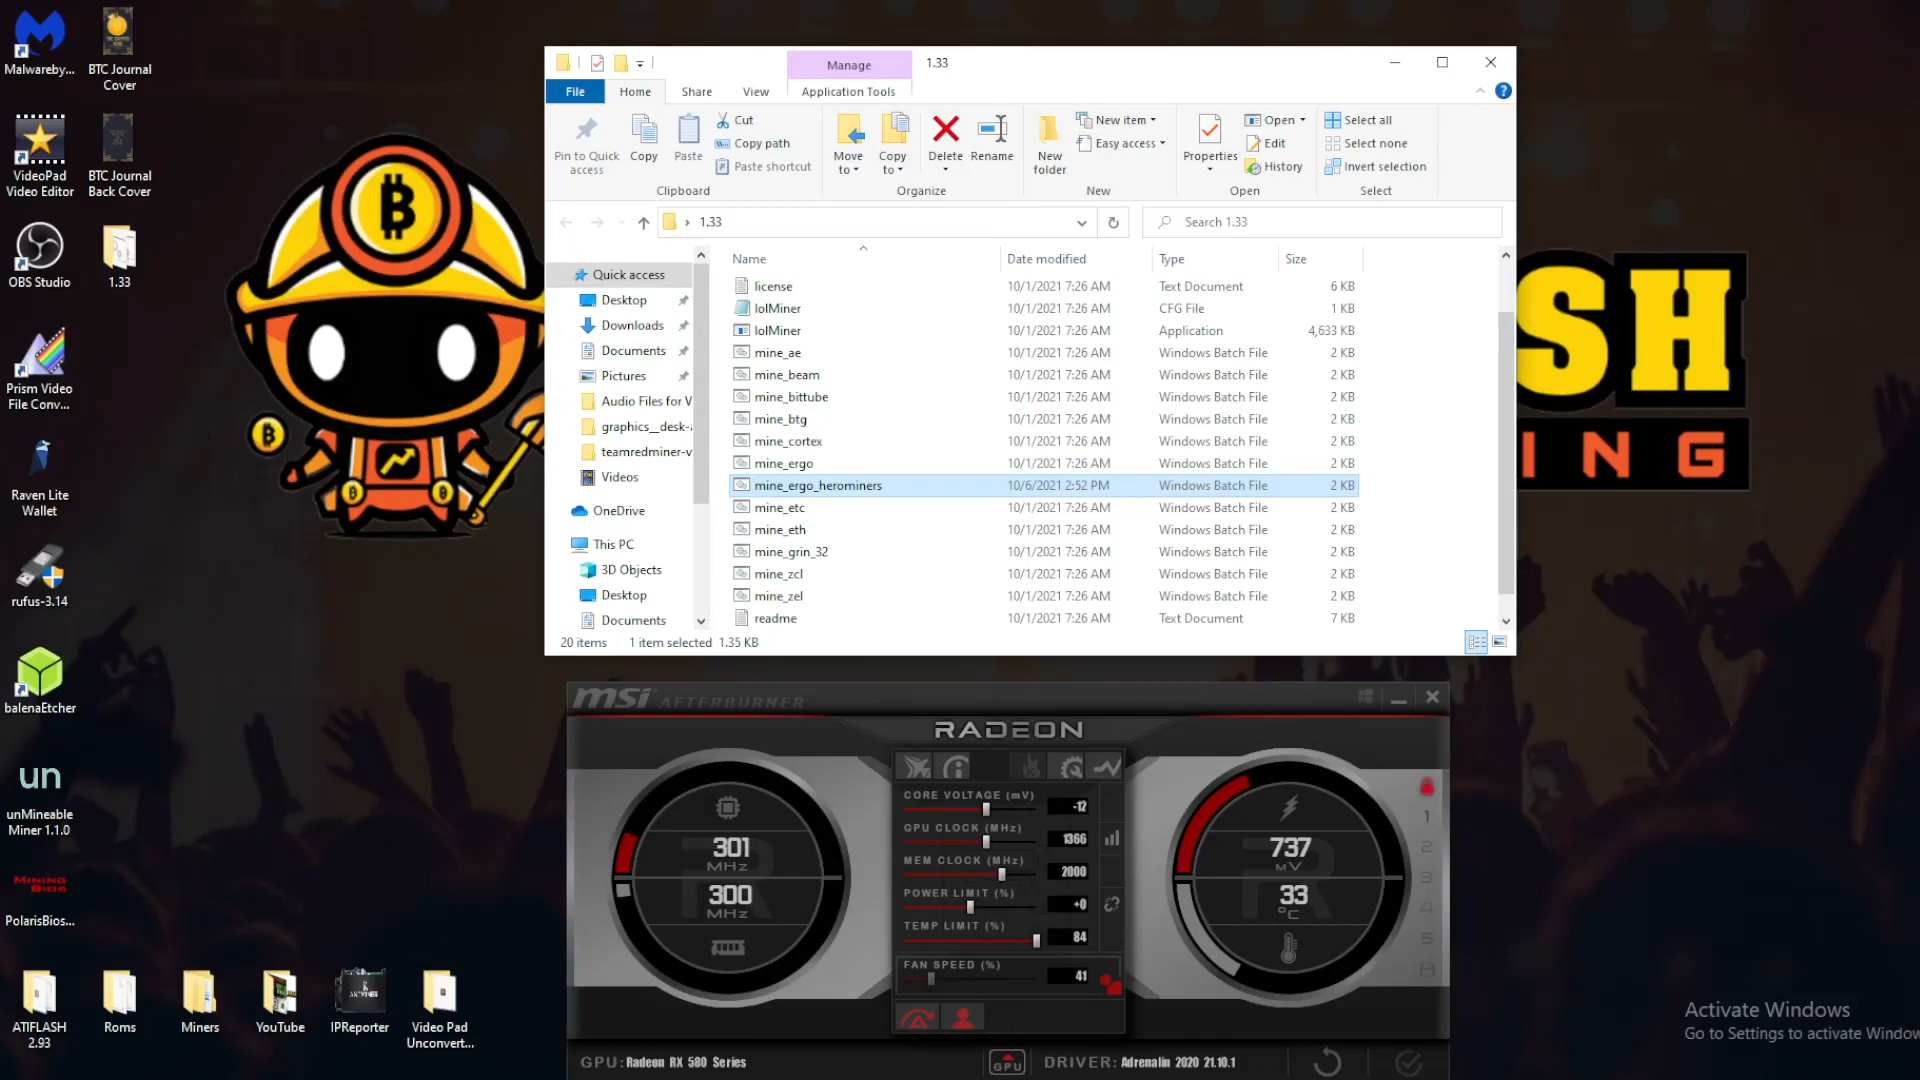 Malwareby...
BTC Journal
Cover
VideoPad
Video Editor
BTC Journal
Back Cover
OBS Studio
1.33
Prism Video
File Conv...
Raven Lite
Wallet
rufus-3.14
balenaEtcher
un
unMineable
Miner 1.1.0
MINING BIOS
PolarisBios...
ATIFLASH
2.93
Roms
Miners
YouTube
IPReporter
Video Pad
Unconvert...
Manage
1.33
File
Home
Share
View
Application Tools
Pin to Quick
access
Copy
Paste
Cut
Copy path
Paste shortcut
Clipboard
Move
to
Copy
to
Delete
Rename
Organize
New
folder
New item
Easy access
New
Properties
Open
Edit
History
Open
Select all
Select none
Invert selection
Select
1.33
Search 1.33
Quick access
Desktop
Downloads
Documents
Pictures
Audio Files for V
graphics__desk-
teamredminer-v
Videos
OneDrive
This PC
3D Objects
Desktop
Documents
Name Date modified Type Size
license 10/1/2021 7:26 AM Text Document 6 KB
lolMiner 10/1/2021 7:26 AM CFG File 1 KB
lolMiner 10/1/2021 7:26 AM Application 4,633 KB
mine_ae 10/1/2021 7:26 AM Windows Batch File 2 KB
mine_beam 10/1/2021 7:26 AM Windows Batch File 2 KB
mine_bittube 10/1/2021 7:26 AM Windows Batch File 2 KB
mine_btg 10/1/2021 7:26 AM Windows Batch File 2 KB
mine_cortex 10/1/2021 7:26 AM Windows Batch File 2 KB
mine_ergo 10/1/2021 7:26 AM Windows Batch File 2 KB
mine_ergo_herominers 10/6/2021 2:52 PM Windows Batch File 2 KB
mine_etc 10/1/2021 7:26 AM Windows Batch File 2 KB
mine_eth 10/1/2021 7:26 AM Windows Batch File 2 KB
mine_grin_32 10/1/2021 7:26 AM Windows Batch File 2 KB
mine_zcl 10/1/2021 7:26 AM Windows Batch File 2 KB
mine_zel 10/1/2021 7:26 AM Windows Batch File 2 KB
readme 10/1/2021 7:26 AM Text Document 7 KB
20 items 1 item selected 1.35 KB
SH
ING
msi AFTERBURNER
RADEON
301
MHz
300
MHz
CORE VOLTAGE (mV) -12
GPU CLOCK (MHz) 1366
MEM CLOCK (MHz) 2000
POWER LIMIT (%) +0
TEMP LIMIT (%) 84
FAN SPEED (%) 41
737
mV
33
°C
1
2
3
4
5
GPU: Radeon RX 580 Series
GPU
DRIVER: Adrenalin 2020 21.10.1
Activate Windows
Go to Settings to activate Window